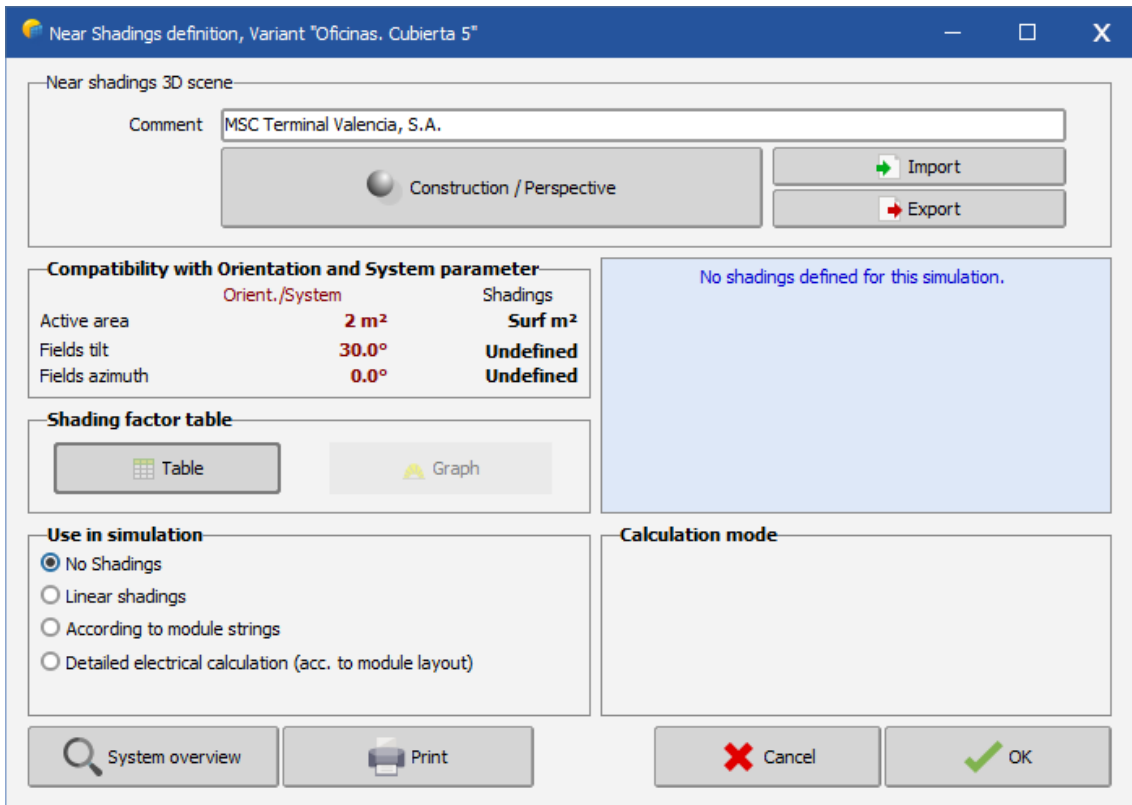 Near Shadings definition, Variant "Oficinas. Cubierta 5"
Near shadings 3D scene
Comment MSC Terminal Valencia, S.A.
Construction / Perspective
Import
Export
Compatibility with Orientation and System parameter
Orient./System Shadings
Active area 2 m² Surf m²
Fields tilt 30.0° Undefined
Fields azimuth 0.0° Undefined
No shadings defined for this simulation.
Shading factor table
Table Graph
Use in simulation
No Shadings
Linear shadings
According to module strings
Detailed electrical calculation (acc. to module layout)
Calculation mode
System overview Print Cancel OK